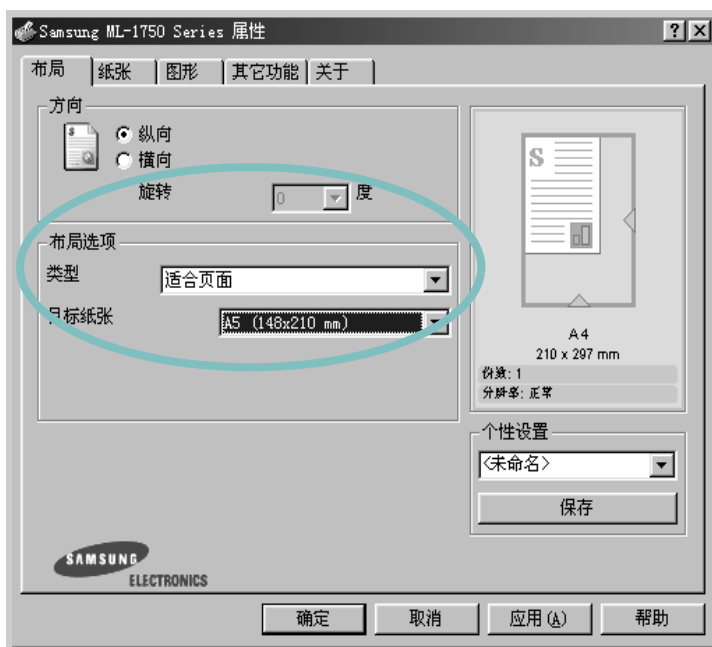 Samsung ML-1750 Series 属性
布局 纸张 图形 其它功能 关于
方向
纵向
横向
旋转 0 度
布局选项
类型 适合页面
目标纸张 A5 (148x210 mm)
S
A4
210 x 297 mm
份数: 1
分辨率: 正常
个性设置
<未命名>
保存
SAMSUNG
ELECTRONICS
确定 取消 应用(A) 帮助